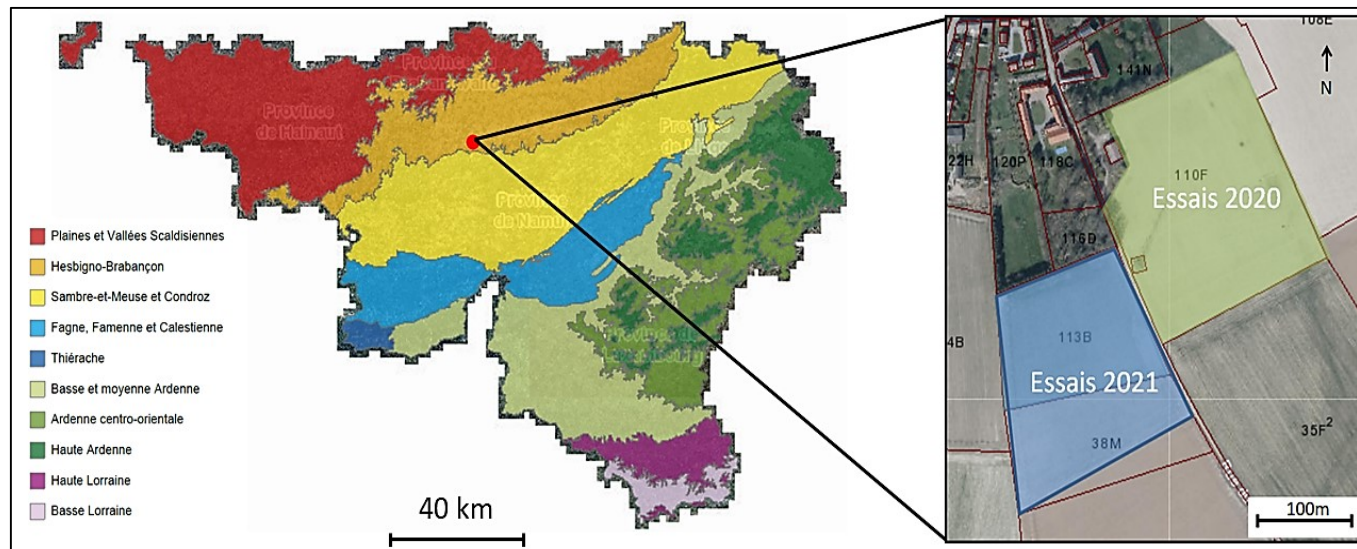 Province
de Hainaut
Province
de Namur
Plaines et Vallées Scaldisiennes
Hesbigno-Brabançon
Sambre-et-Meuse et Condroz
Fagne, Famenne et Calestienne
Thiérache
Basse et moyenne Ardenne
Ardenne centro-orientale
Haute Ardenne
Haute Lorraine
Basse Lorraine
40 km
108E
N
141N
22H
120P
118C
110F
Essais 2020
116D
4B
113B
Essais 2021
38M
35F²
100m